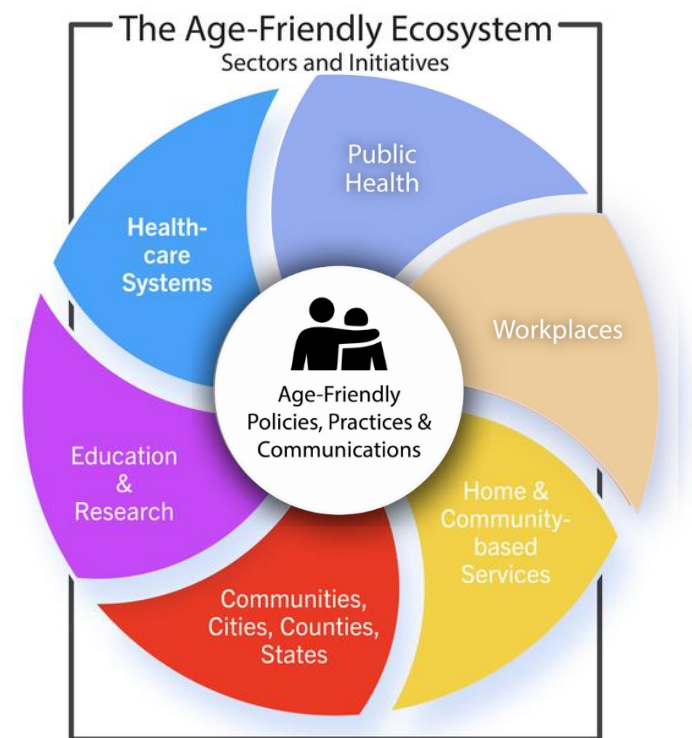 The Age-Friendly Ecosystem
Sectors and Initiatives
Public
Health
Workplaces
Home &
Community-
based
Services
Communities,
Cities, Counties,
States
Education
&
Research
Health-
care
Systems
Age-Friendly
Policies, Practices &
Communications